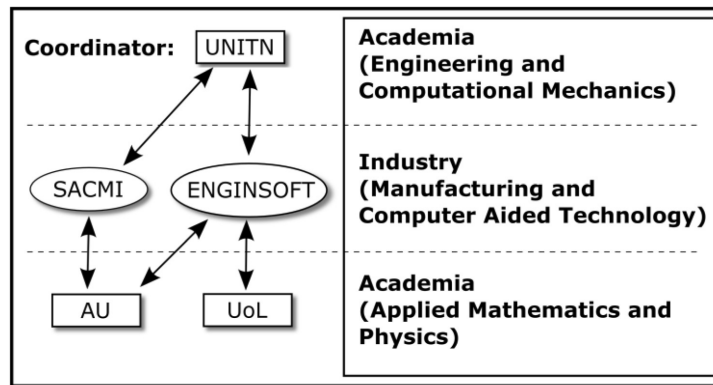 Coordinator: UNITN
Academia
(Engineering and
Computational Mechanics)
SACMI ENGINSOFT
Industry
(Manufacturing and
Computer Aided Technology)
AU UoL
Academia
(Applied Mathematics and
Physics)